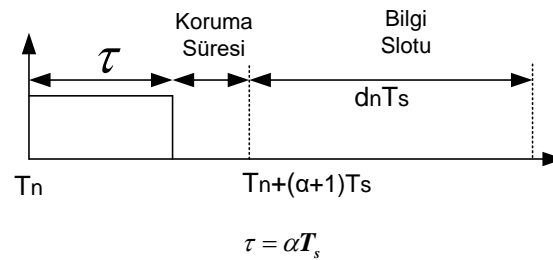 Koruma
Süresi
Bilgi
Slotu
τ
dnTs
Tn
Tn+(α+1)Ts
τ = αTₛ